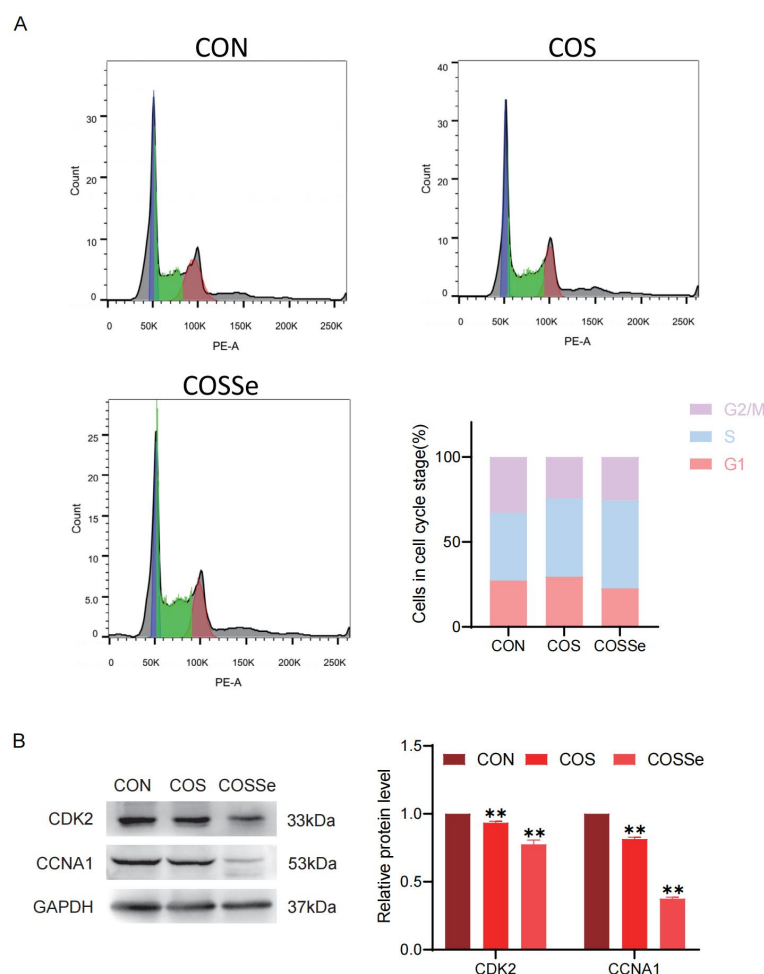 A
CON
Count
30
20
10
0
0 50K 100K 150K 200K 250K
PE-A
COS
Count
40
30
20
10
0
0 50K 100K 150K 200K 250K
PE-A
COSSe
Count
25
20
15
10
5.0
0
0 50K 100K 150K 200K 250K
PE-A
Cells in cell cycle stage(%)
100
50
0
CON COS COSSe
G2/M
S
G1
B
CON COS COSSe
CDK2 33kDa
CCNA1 53kDa
GAPDH 37kDa
Relative protein level
1.5
1.0
0.5
0.0
CON COS COSSe
** ** ** **
CDK2 CCNA1